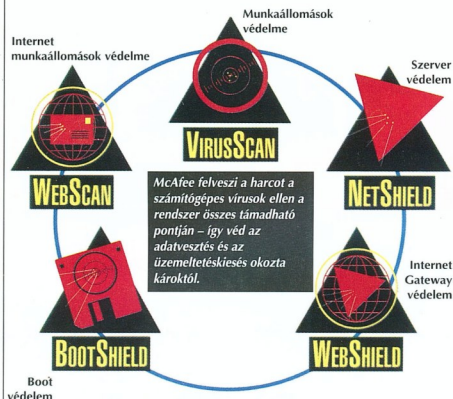 Munkaállomások
védelme
Internet
munkaállomások védelme
Szerver
védelem
VIRUSSCAN
WEBSCAN
NETSHIELD
McAfee felveszi a harcot a
számítógépes vírusok ellen a
rendszer összes támadható
pontján – így véd az
adatvesztés és az
üzemeltetéskiesés okozta
károktól.
Internet
Gateway
védelem
BOOTSHIELD
WEBSHIELD
Boot
védelem